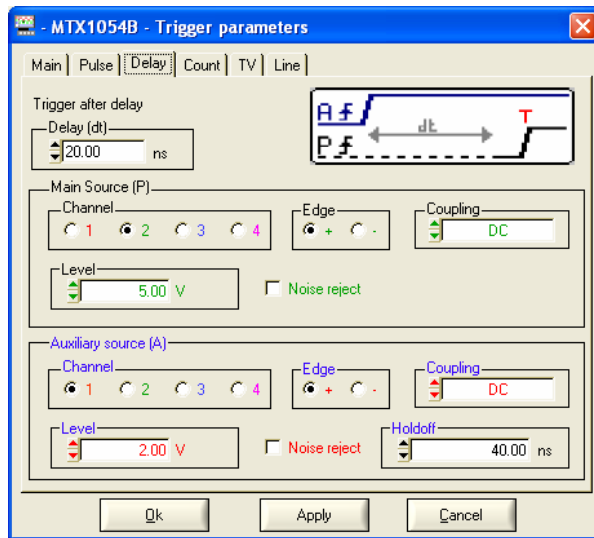 - MTX1054B - Trigger parameters
Main Pulse Delay Count TV Line
Trigger after delay
Delay (dt)
20.00 ns
A dt T
P
Main Source (P)
Channel Edge Coupling
1 2 3 4 + - DC
Level
5.00 V Noise reject
Auxiliary source (A)
Channel Edge Coupling
1 2 3 4 + - DC
Level Holdoff
2.00 V Noise reject 40.00 ns
Ok Apply Cancel